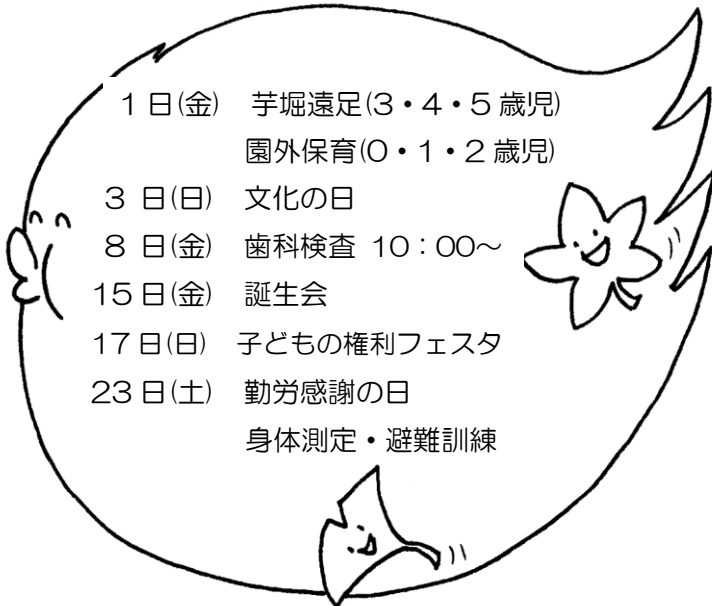 1日(金) 芋堀遠足(3・4・5歳児)
園外保育(0・1・2歳児)
3 日(日) 文化の日
8 日(金) 歯科検査 10：00～
15日(金) 誕生会
17日(日) 子どもの権利フェスタ
23日(土) 勤労感謝の日
身体測定・避難訓練